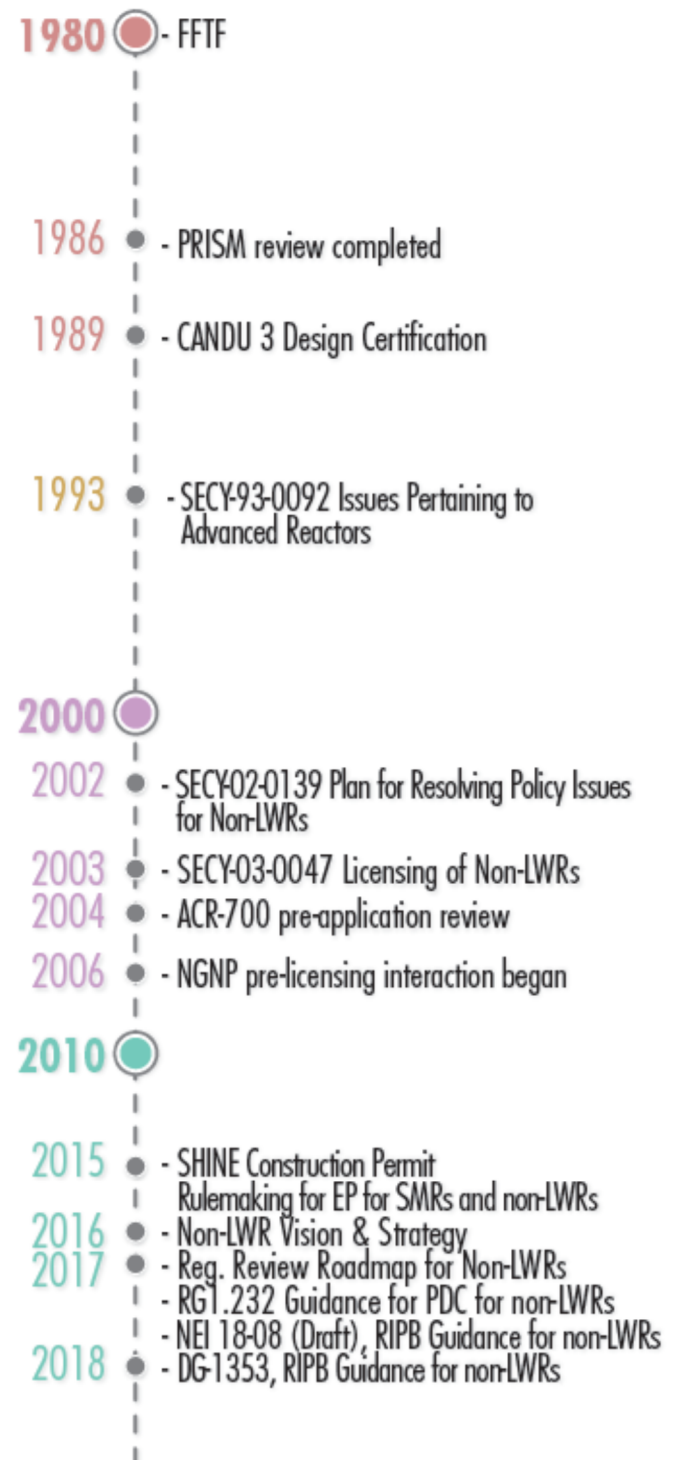 1980 - FFTF
1986 - PRISM review completed
1989 - CANDU 3 Design Certification
1993 - SECY-93-0092 Issues Pertaining to
Advanced Reactors
2000
2002 - SECY-02-0139 Plan for Resolving Policy Issues
for Non-LWRs
2003 - SECY-03-0047 Licensing of Non-LWRs
2004 - ACR-700 pre-application review
2006 - NGNP pre-licensing interaction began
2010
2015 - SHINE Construction Permit
Rulemaking for EP for SMRs and non-LWRs
2016 - Non-LWR Vision & Strategy
2017 - Reg. Review Roadmap for Non-LWRs
- RG1.232 Guidance for PDC for non-LWRs
- NEI 18-08 (Draft), RIPB Guidance for non-LWRs
2018 - DG-1353, RIPB Guidance for non-LWRs